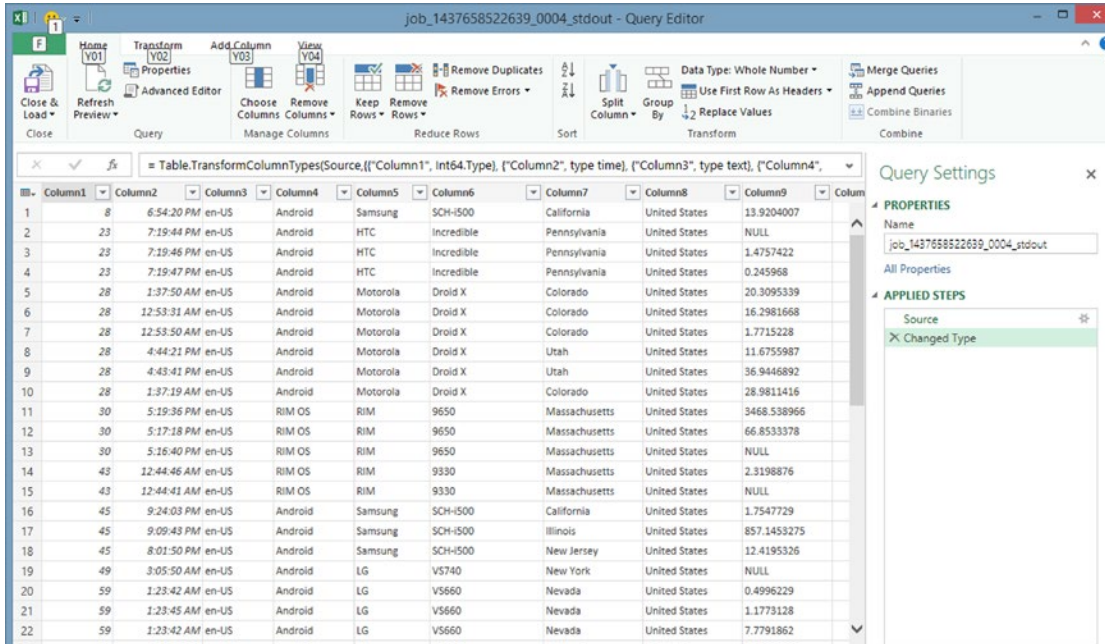 job_1437658522639_0004_stdout - Query Editor
1
F
Home Transform Add Column View
Y01 Y02 Y03 Y04
Close & Load
Refresh Preview
Properties
Advanced Editor
Choose Columns
Remove Columns
Keep Rows
Remove Rows
Remove Duplicates
Remove Errors
Split Column
Group By
Data Type: Whole Number
Use First Row As Headers
Replace Values
Merge Queries
Append Queries
Combine Binaries
Close Query Manage Columns Reduce Rows Sort Transform Combine
fx = Table.TransformColumnTypes(Source,{{"Column1", Int64.Type}, {"Column2", type time}, {"Column3", type text}, {"Column4",
Column1 Column2 Column3 Column4 Column5 Column6 Column7 Column8 Column9 Colum
1 8 6:54:20 PM en-US Android Samsung SCH-i500 California United States 13.9204007
2 23 7:19:44 PM en-US Android HTC Incredible Pennsylvania United States NULL
3 23 7:19:46 PM en-US Android HTC Incredible Pennsylvania United States 1.4757422
4 23 7:19:47 PM en-US Android HTC Incredible Pennsylvania United States 0.245968
5 28 1:37:50 AM en-US Android Motorola Droid X Colorado United States 20.3095339
6 28 12:53:31 AM en-US Android Motorola Droid X Colorado United States 16.2981668
7 28 12:53:50 AM en-US Android Motorola Droid X Colorado United States 1.7715228
8 28 4:44:21 PM en-US Android Motorola Droid X Utah United States 11.6755987
9 28 4:43:41 PM en-US Android Motorola Droid X Utah United States 36.9446892
10 28 1:37:19 AM en-US Android Motorola Droid X Colorado United States 28.9811416
11 30 5:19:36 PM en-US RIM OS RIM 9650 Massachusetts United States 3468.538966
12 30 5:17:18 PM en-US RIM OS RIM 9650 Massachusetts United States 66.8533378
13 30 5:16:40 PM en-US RIM OS RIM 9650 Massachusetts United States NULL
14 43 12:44:46 AM en-US RIM OS RIM 9330 Massachusetts United States 2.3198876
15 43 12:44:41 AM en-US RIM OS RIM 9330 Massachusetts United States NULL
16 45 9:24:03 PM en-US Android Samsung SCH-i500 California United States 1.7547729
17 45 9:09:43 PM en-US Android Samsung SCH-i500 Illinois United States 857.1453275
18 45 8:01:50 PM en-US Android Samsung SCH-i500 New Jersey United States 12.4195326
19 49 3:05:50 AM en-US Android LG VS740 New York United States NULL
20 59 1:23:42 AM en-US Android LG VS660 Nevada United States 0.4996229
21 59 1:23:45 AM en-US Android LG VS660 Nevada United States 1.1773128
22 59 1:23:42 AM en-US Android LG VS660 Nevada United States 7.7791862
Query Settings
PROPERTIES
Name
job_1437658522639_0004_stdout
All Properties
APPLIED STEPS
Source
Changed Type